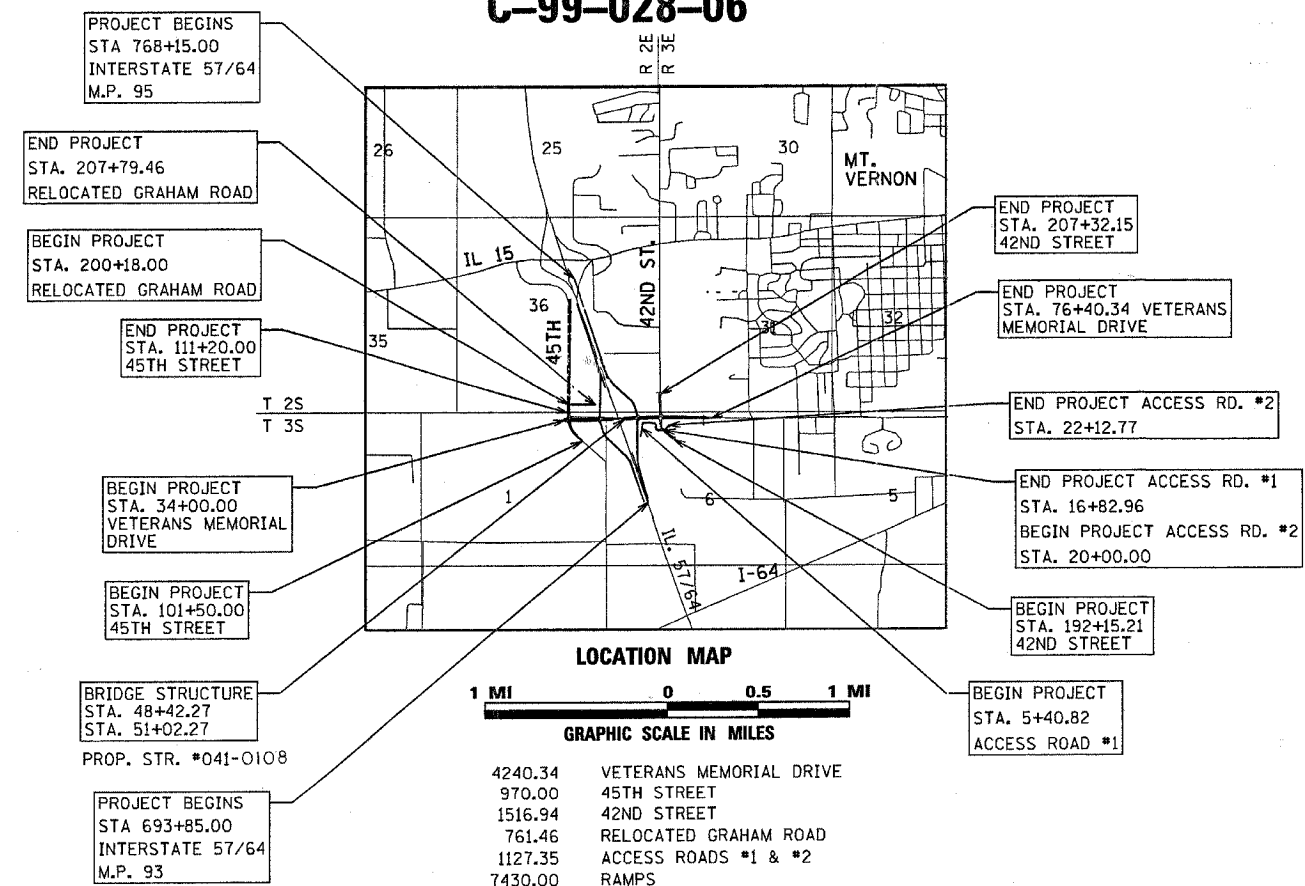 C–99–028–06
PROJECT BEGINS
STA 768+15.00
INTERSTATE 57/64
M.P. 95
END PROJECT
STA. 207+79.46
RELOCATED GRAHAM ROAD
BEGIN PROJECT
STA. 200+18.00
RELOCATED GRAHAM ROAD
END PROJECT
STA. 111+20.00
45TH STREET
BEGIN PROJECT
STA. 34+00.00
VETERANS MEMORIAL
DRIVE
BEGIN PROJECT
STA. 101+50.00
45TH STREET
BRIDGE STRUCTURE
STA. 48+42.27
STA. 51+02.27
PROP. STR. #041-0108
PROJECT BEGINS
STA 693+85.00
INTERSTATE 57/64
M.P. 93
R 2E
R 3E
26
25
30
MT.
VERNON
IL 15
42ND ST.
36
45TH
35
31
32
T 2S
T 3S
1
6
5
IL. 57/64
I-64
END PROJECT
STA. 207+32.15
42ND STREET
END PROJECT
STA. 76+40.34 VETERANS
MEMORIAL DRIVE
END PROJECT ACCESS RD. #2
STA. 22+12.77
END PROJECT ACCESS RD. #1
STA. 16+82.96
BEGIN PROJECT ACCESS RD. #2
STA. 20+00.00
BEGIN PROJECT
STA. 192+15.21
42ND STREET
BEGIN PROJECT
STA. 5+40.82
ACCESS ROAD #1
LOCATION MAP
1 MI 0 0.5 1 MI
GRAPHIC SCALE IN MILES
4240.34 VETERANS MEMORIAL DRIVE
970.00 45TH STREET
1516.94 42ND STREET
761.46 RELOCATED GRAHAM ROAD
1127.35 ACCESS ROADS #1 & #2
7430.00 RAMPS